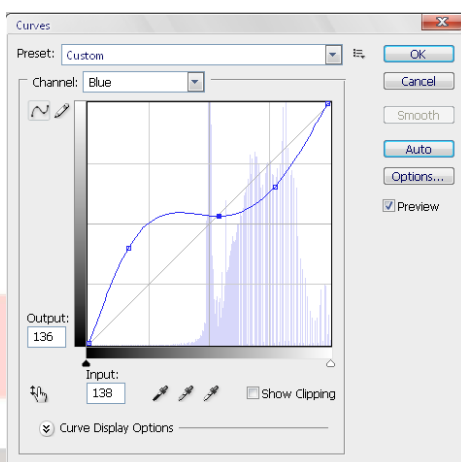 Curves
Preset: Custom
OK
Channel: Blue
Cancel
Smooth
Auto
Options...
Preview
Output:
136
Input:
138
Show Clipping
Curve Display Options